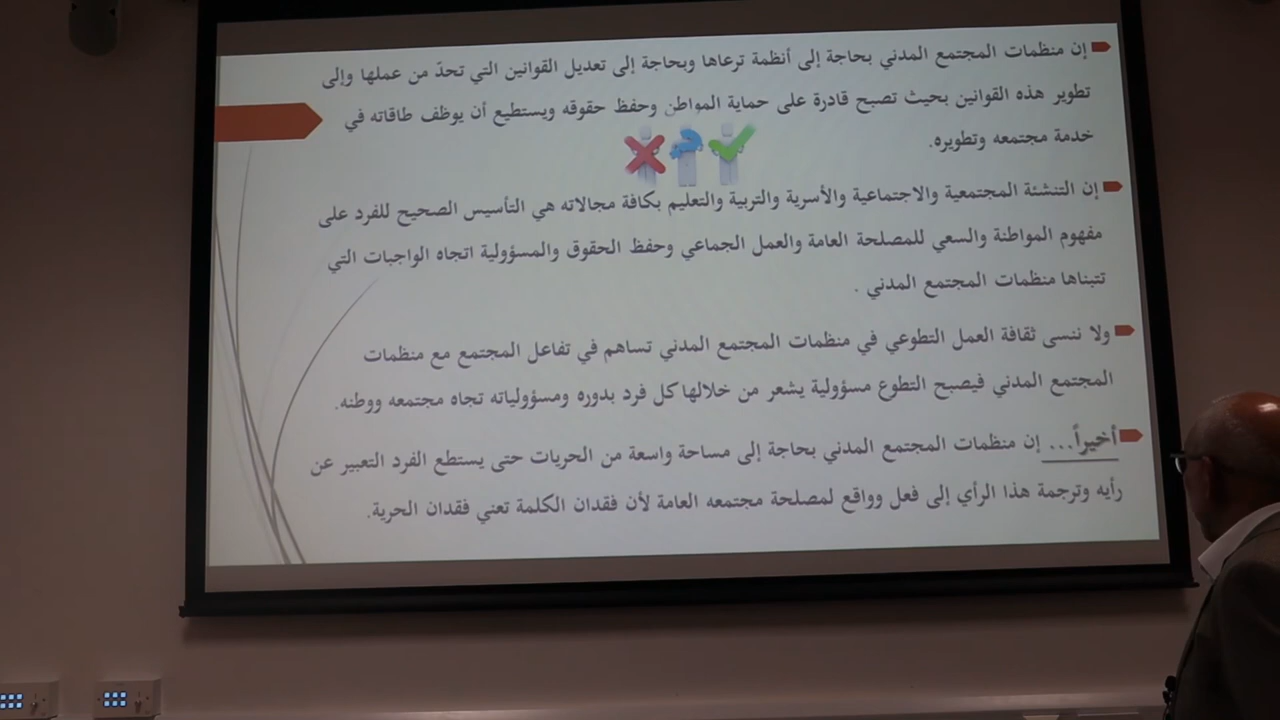 إن منظمات المجتمع المدني بحاجة إلى أنظمة ترعاها وبحاجة إلى تعديل القوانين التي تحدّ من عملها وإلى
تطوير هذه القوانين بحيث تصبح قادرة على حماية المواطن وحفظ حقوقه ويستطيع أن يوظف طاقاته في
خدمة مجتمعه وتطويره.
إن التنشئة المجتمعية والاجتماعية والأسرية والتربية والتعليم بكافة مجالاته هي التأسيس الصحيح للفرد على
مفهوم المواطنة والسعي للمصلحة العامة والعمل الجماعي وحفظ الحقوق والمسؤولية اتجاه الواجبات التي
تتبناها منظمات المجتمع المدني .
ولا ننسى ثقافة العمل التطوعي في منظمات المجتمع المدني تساهم في تفاعل المجتمع مع منظمات
المجتمع المدني فيصبح التطوع مسؤولية يشعر من خلالها كل فرد بدوره ومسؤولياته تجاه مجتمعه ووطنه.
أخيراً... إن منظمات المجتمع المدني بحاجة إلى مساحة واسعة من الحريات حتى يستطع الفرد التعبير عن
رأيه وترجمة هذا الرأي إلى فعل وواقع لمصلحة مجتمعه العامة لأن فقدان الكلمة تعني فقدان الحرية.